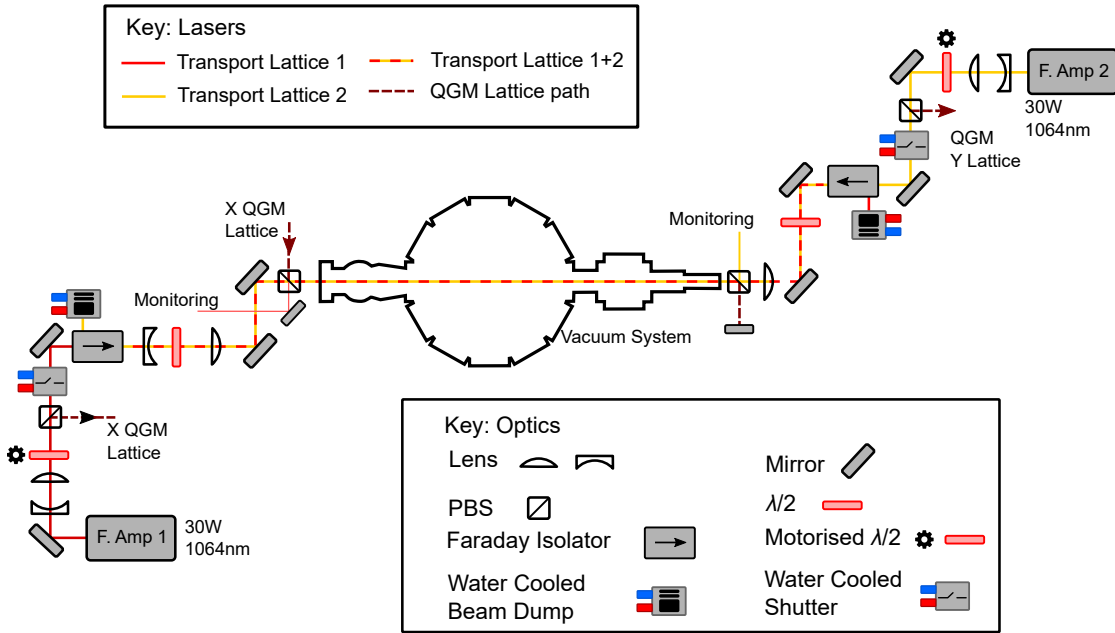 Key: Lasers
Transport Lattice 1
Transport Lattice 2
Transport Lattice 1+2
QGM Lattice path
F. Amp 2
30W
1064nm
QGM
Y Lattice
X QGM
Lattice
Monitoring
Monitoring
Vacuum System
X QGM
Lattice
F. Amp 1
30W
1064nm
Key: Optics
Lens
PBS
Faraday Isolator
Water Cooled
Beam Dump
Mirror
λ/2
Motorised λ/2
Water Cooled
Shutter